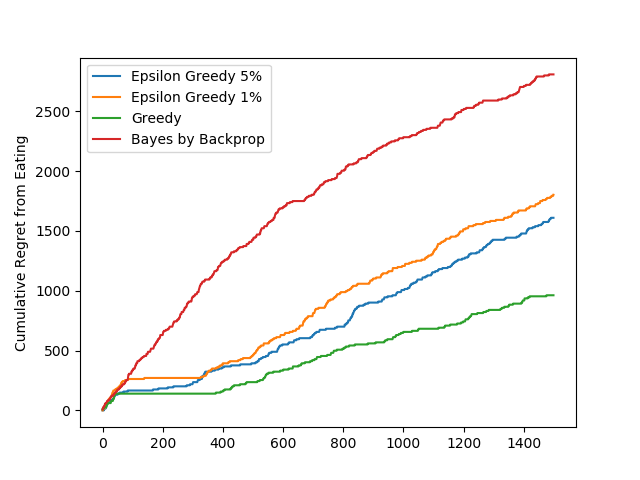 Epsilon Greedy 5%
Epsilon Greedy 1%
Greedy
Bayes by Backprop
Cumulative Regret from Eating
2500
2000
1500
1000
500
0
0 200 400 600 800 1000 1200 1400